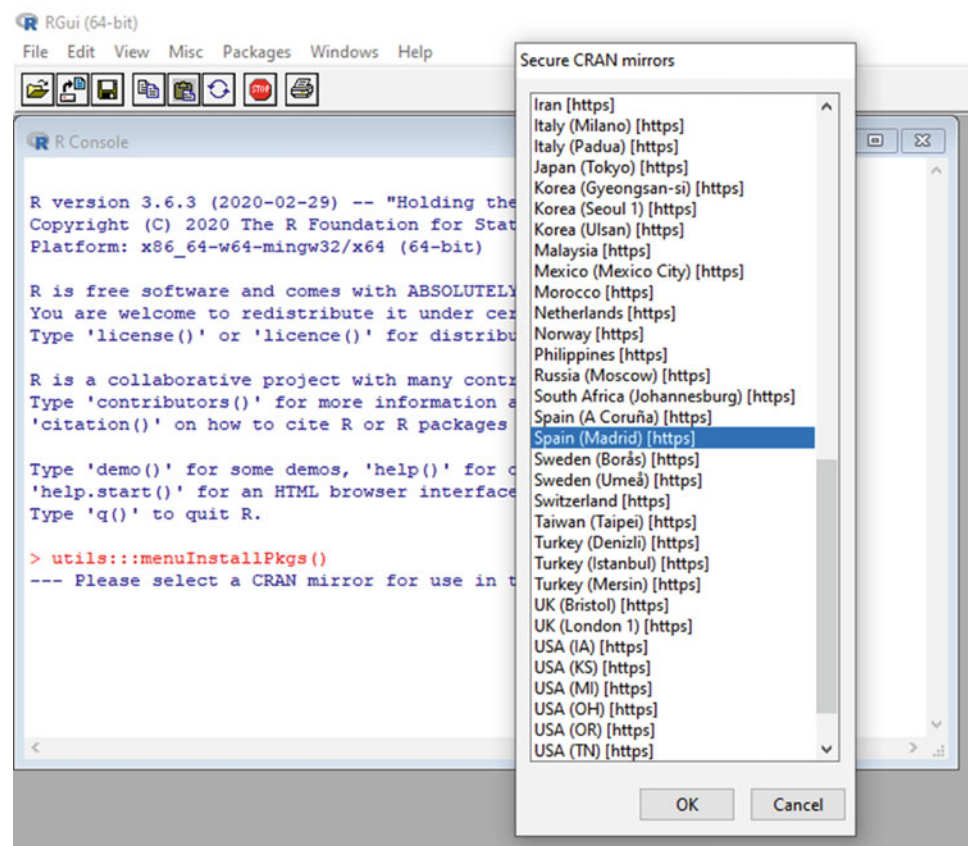 RGui (64-bit)
File Edit View Misc Packages Windows Help
STOP
R Console
R version 3.6.3 (2020-02-29) -- "Holding the
Copyright (C) 2020 The R Foundation for Stat
Platform: x86_64-w64-mingw32/x64 (64-bit)
R is free software and comes with ABSOLUTELY
You are welcome to redistribute it under cer
Type 'license()' or 'licence()' for distribu
R is a collaborative project with many contr
Type 'contributors()' for more information a
'citation()' on how to cite R or R packages
Type 'demo()' for some demos, 'help()' for o
'help.start()' for an HTML browser interface
Type 'q()' to quit R.
> utils:::menuInstallPkgs()
--- Please select a CRAN mirror for use in t
Secure CRAN mirrors
Iran [https]
Italy (Milano) [https]
Italy (Padua) [https]
Japan (Tokyo) [https]
Korea (Gyeongsan-si) [https]
Korea (Seoul 1) [https]
Korea (Ulsan) [https]
Malaysia [https]
Mexico (Mexico City) [https]
Morocco [https]
Netherlands [https]
Norway [https]
Philippines [https]
Russia (Moscow) [https]
South Africa (Johannesburg) [https]
Spain (A Coruña) [https]
Spain (Madrid) [https]
Sweden (Borås) [https]
Sweden (Umeå) [https]
Switzerland [https]
Taiwan (Taipei) [https]
Turkey (Denizli) [https]
Turkey (Istanbul) [https]
Turkey (Mersin) [https]
UK (Bristol) [https]
UK (London 1) [https]
USA (IA) [https]
USA (KS) [https]
USA (MI) [https]
USA (OH) [https]
USA (OR) [https]
USA (TN) [https]
OK Cancel